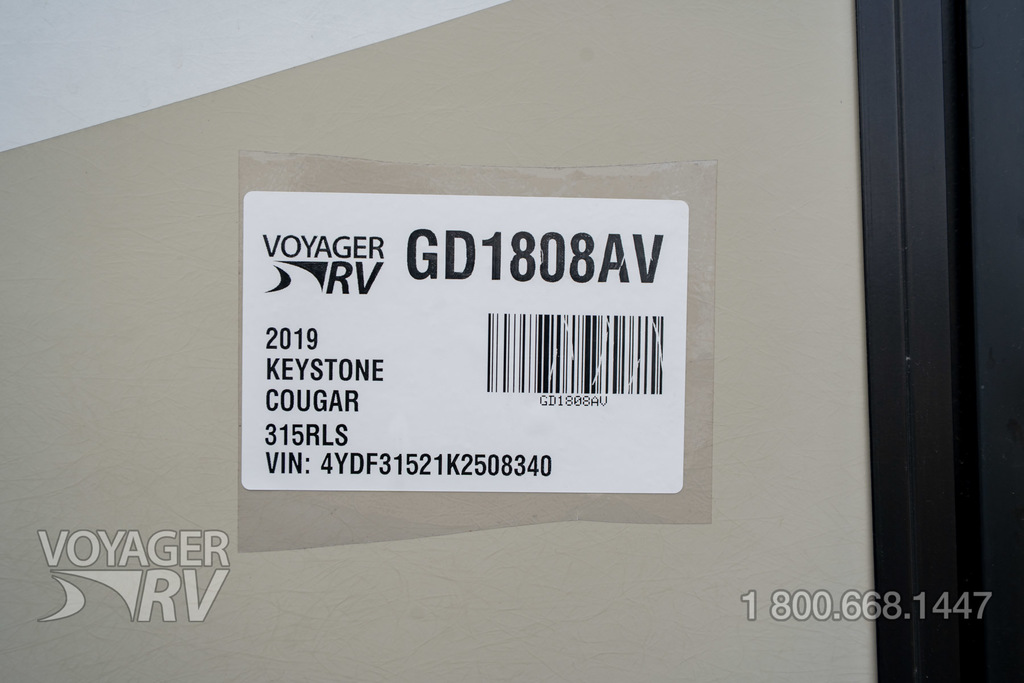 VOYAGER
RV
GD1808AV
2019
KEYSTONE
COUGAR
315RLS
VIN: 4YDF31521K2508340
GD1808AV
VOYAGER
RV
1 800.668.1447